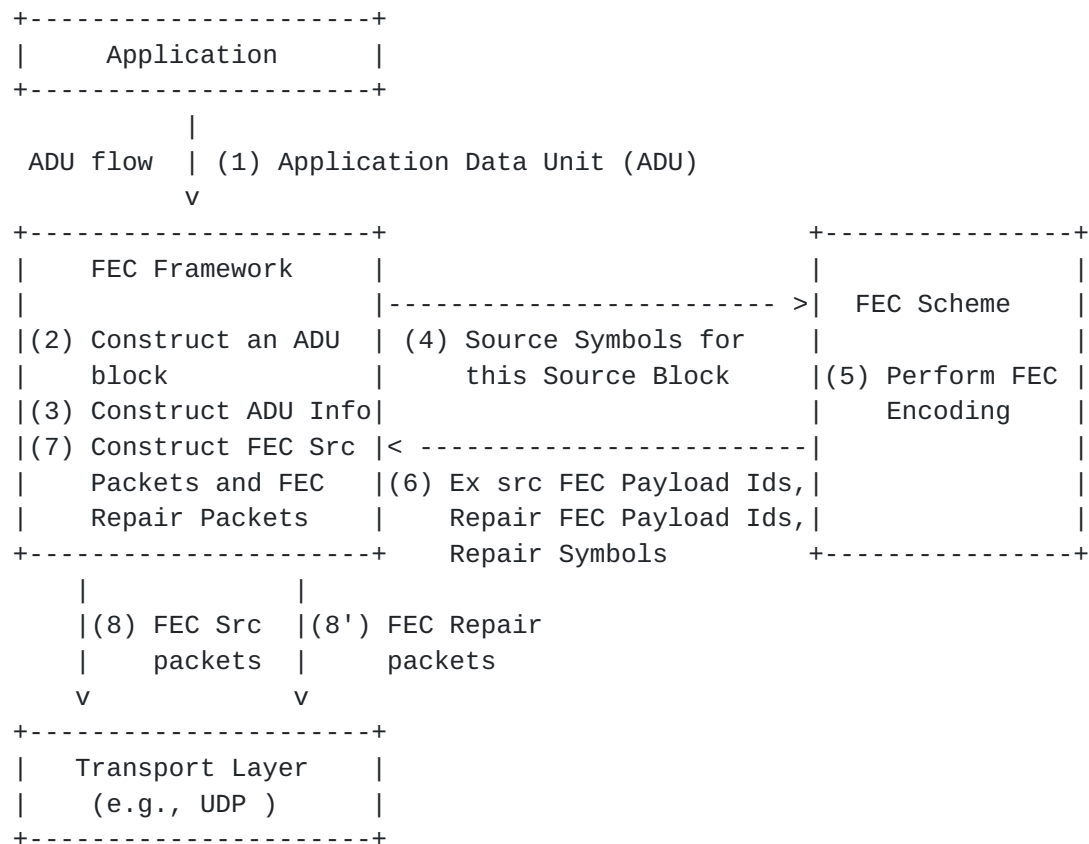 +----------------------+
|     Application      |
+----------------------+
           |
 ADU flow  | (1) Application Data Unit (ADU)
           v
+----------------------+                           +----------------+
|    FEC Framework     |                           |                |
|                      |------------------------- >|  FEC Scheme    |
|(2) Construct an ADU  | (4) Source Symbols for    |                |
|    block             |     this Source Block     |(5) Perform FEC |
|(3) Construct ADU Info|                           |    Encoding    |
|(7) Construct FEC Src |< -------------------------|                |
|    Packets and FEC   |(6) Ex src FEC Payload Ids,|                |
|    Repair Packets    |    Repair FEC Payload Ids,|                |
+----------------------+    Repair Symbols         +----------------+
    |             |
    |(8) FEC Src  |(8') FEC Repair
    |    packets  |     packets
    v             v
+----------------------+
|   Transport Layer    |
|    (e.g., UDP )      |
+----------------------+